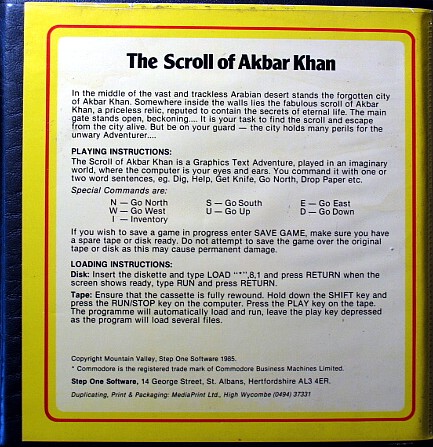 The Scroll of Akbar Khan
In the middle of the vast and trackless Arabian desert stands the forgotten city
of Akbar Khan. Somewhere inside the walls lies the fabulous scroll of Akbar
Khan, a priceless relic, reputed to contain the secrets of eternal life. The main
gate stands open, beckoning.... It is your task to find the scroll and escape
from the city alive. But be on your guard — the city holds many perils for the
unwary Adventurer....
PLAYING INSTRUCTIONS:
The Scroll of Akbar Khan is a Graphics Text Adventure, played in an imaginary
world, where the computer is your eyes and ears. You command it with one or
two word sentences, eg. Dig, Help, Get Knife, Go North, Drop Paper etc.
Special Commands are:
N — Go North S — Go South E — Go East
W — Go West U — Go Up D — Go Down
I — Inventory
If you wish to save a game in progress enter SAVE GAME, make sure you have
a spare tape or disk ready. Do not attempt to save the game over the original
tape or disk as this may cause permanent damage.
LOADING INSTRUCTIONS:
Disk: Insert the diskette and type LOAD "*",8,1 and press RETURN when the
screen shows ready, type RUN and press RETURN.
Tape: Ensure that the cassette is fully rewound. Hold down the SHIFT key and
press the RUN/STOP key on the computer. Press the PLAY key on the tape.
The programme will automatically load and run, leave the play key depressed
as the program will load several files.
Copyright Mountain Valley, Step One Software 1985.
* Commodore is the registered trade mark of Commodore Business Machines Limited.
Step One Software, 14 George Street, St. Albans, Hertfordshire AL3 4ER.
Duplicating, Print & Packaging: MediaPrint Ltd., High Wycombe (0494) 37331